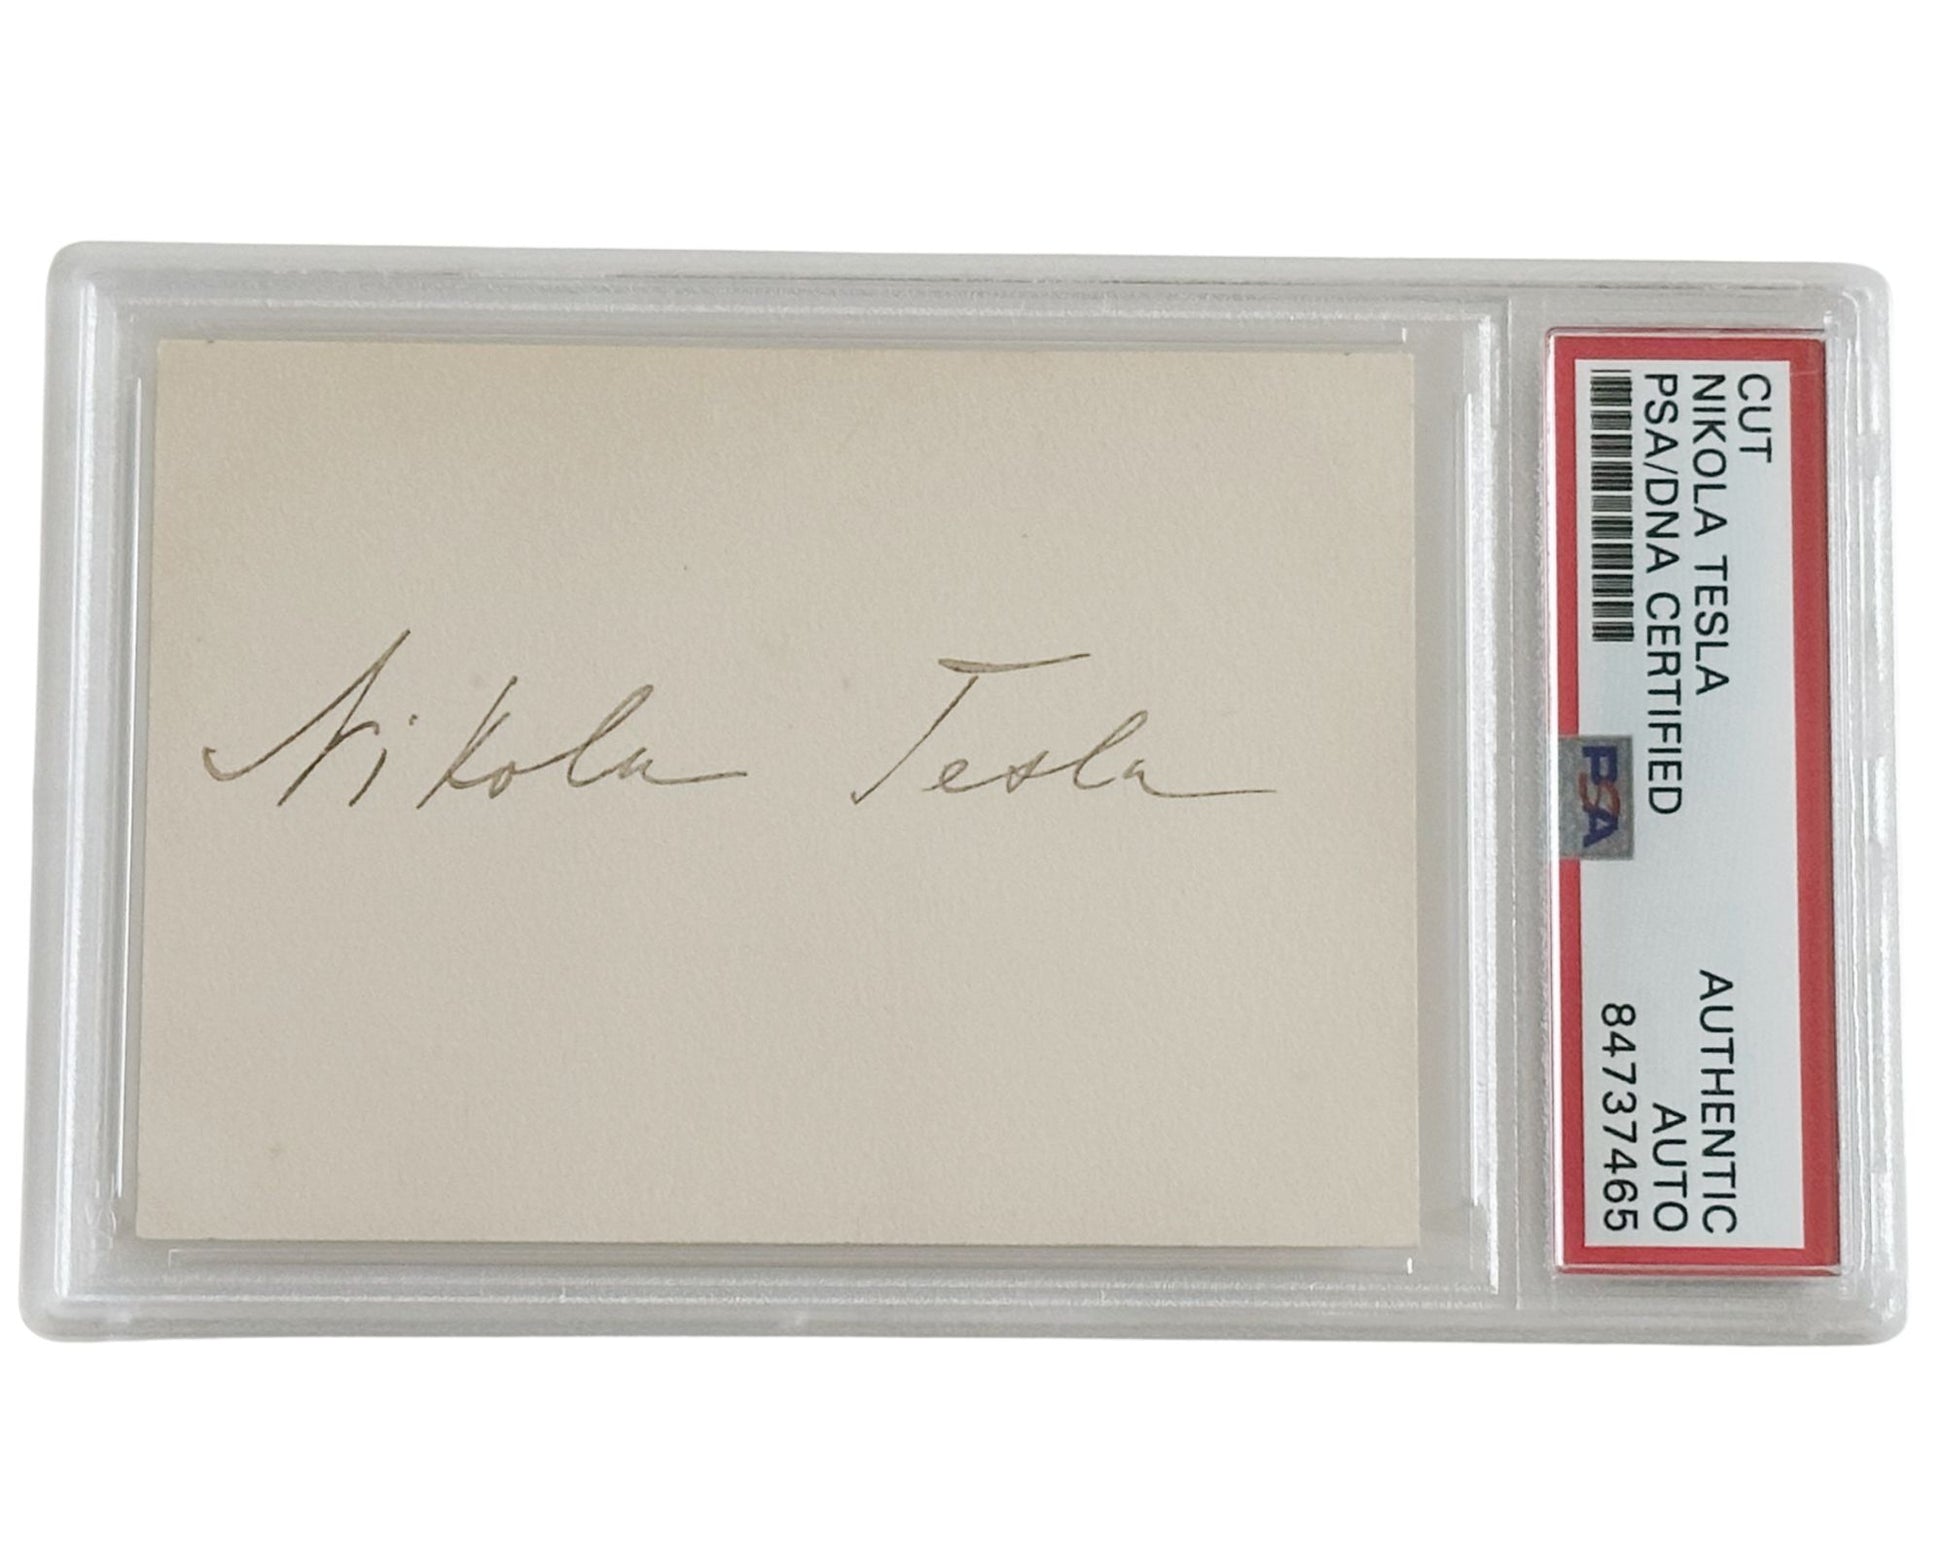 Nikola Tesla
CUT
NIKOLA TESLA
PSA/DNA CERTIFIED
PSA
AUTHENTIC
AUTO
84737465